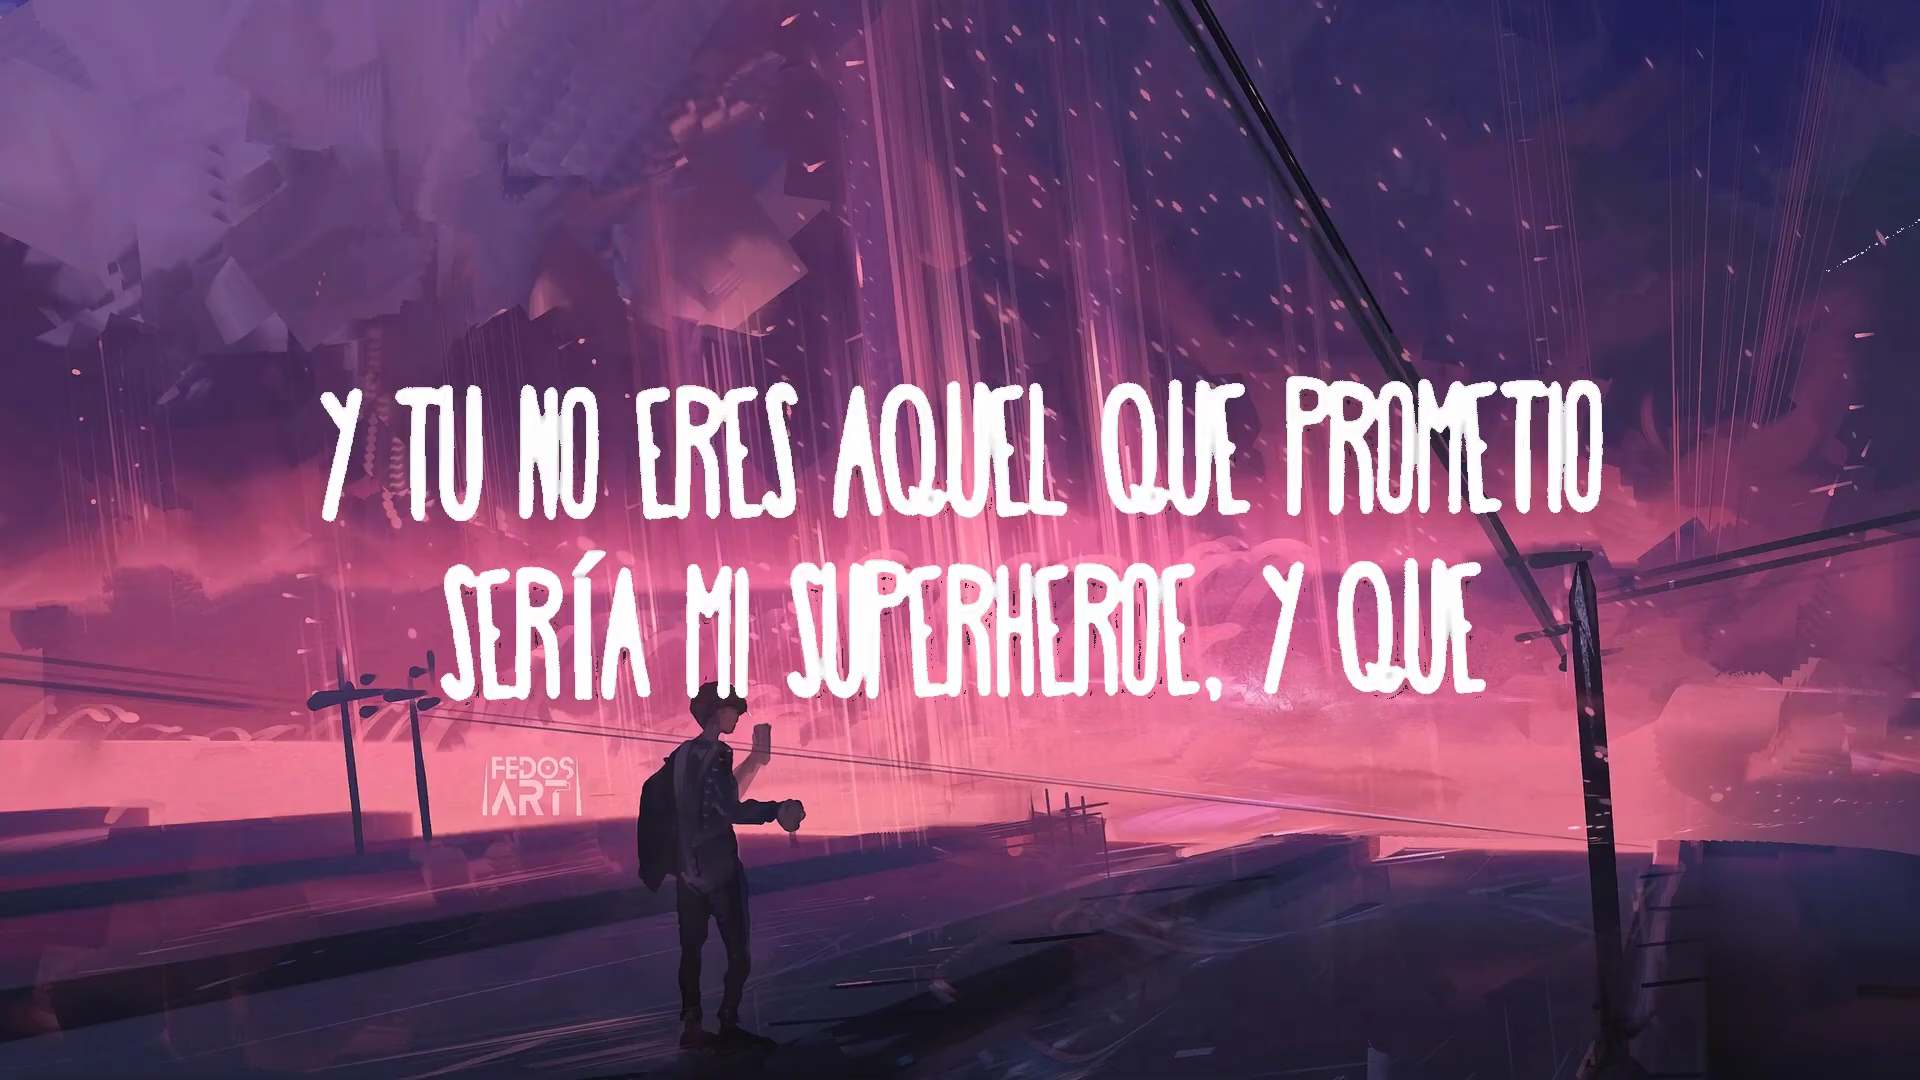 Y TU NO ERES AQUEL QUE PROMETIO
SERÍA MI SUPERHEROE, Y QUE
FEDOS
ART